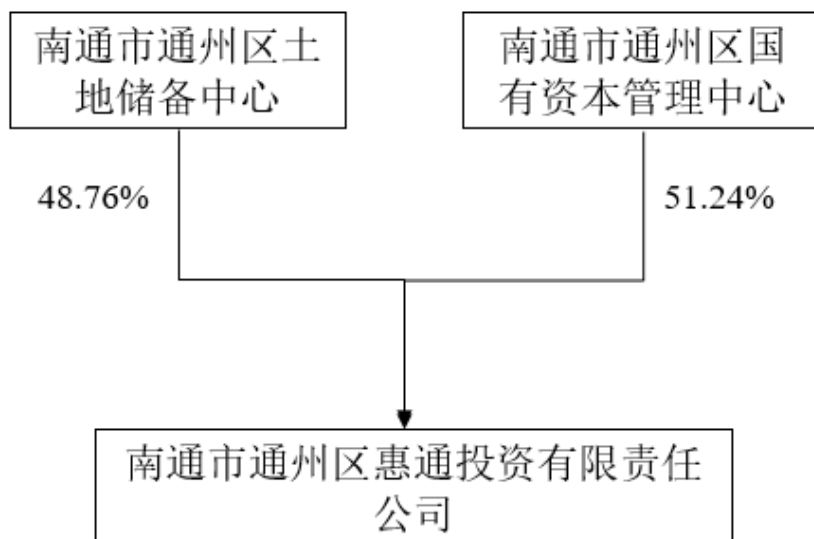 南通市通州区土
地储备中心
南通市通州区国
有资本管理中心
48.76%
51.24%
南通市通州区惠通投资有限责任
公司